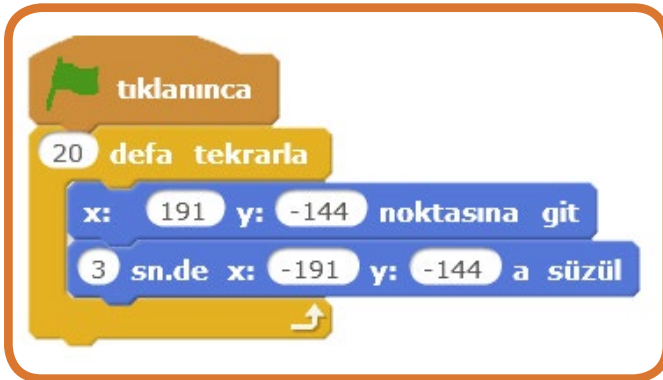 tıklanınca
20 defa tekrarla
x: 191 y: -144 noktasına git
3 sn.de x: -191 y: -144 a süzül